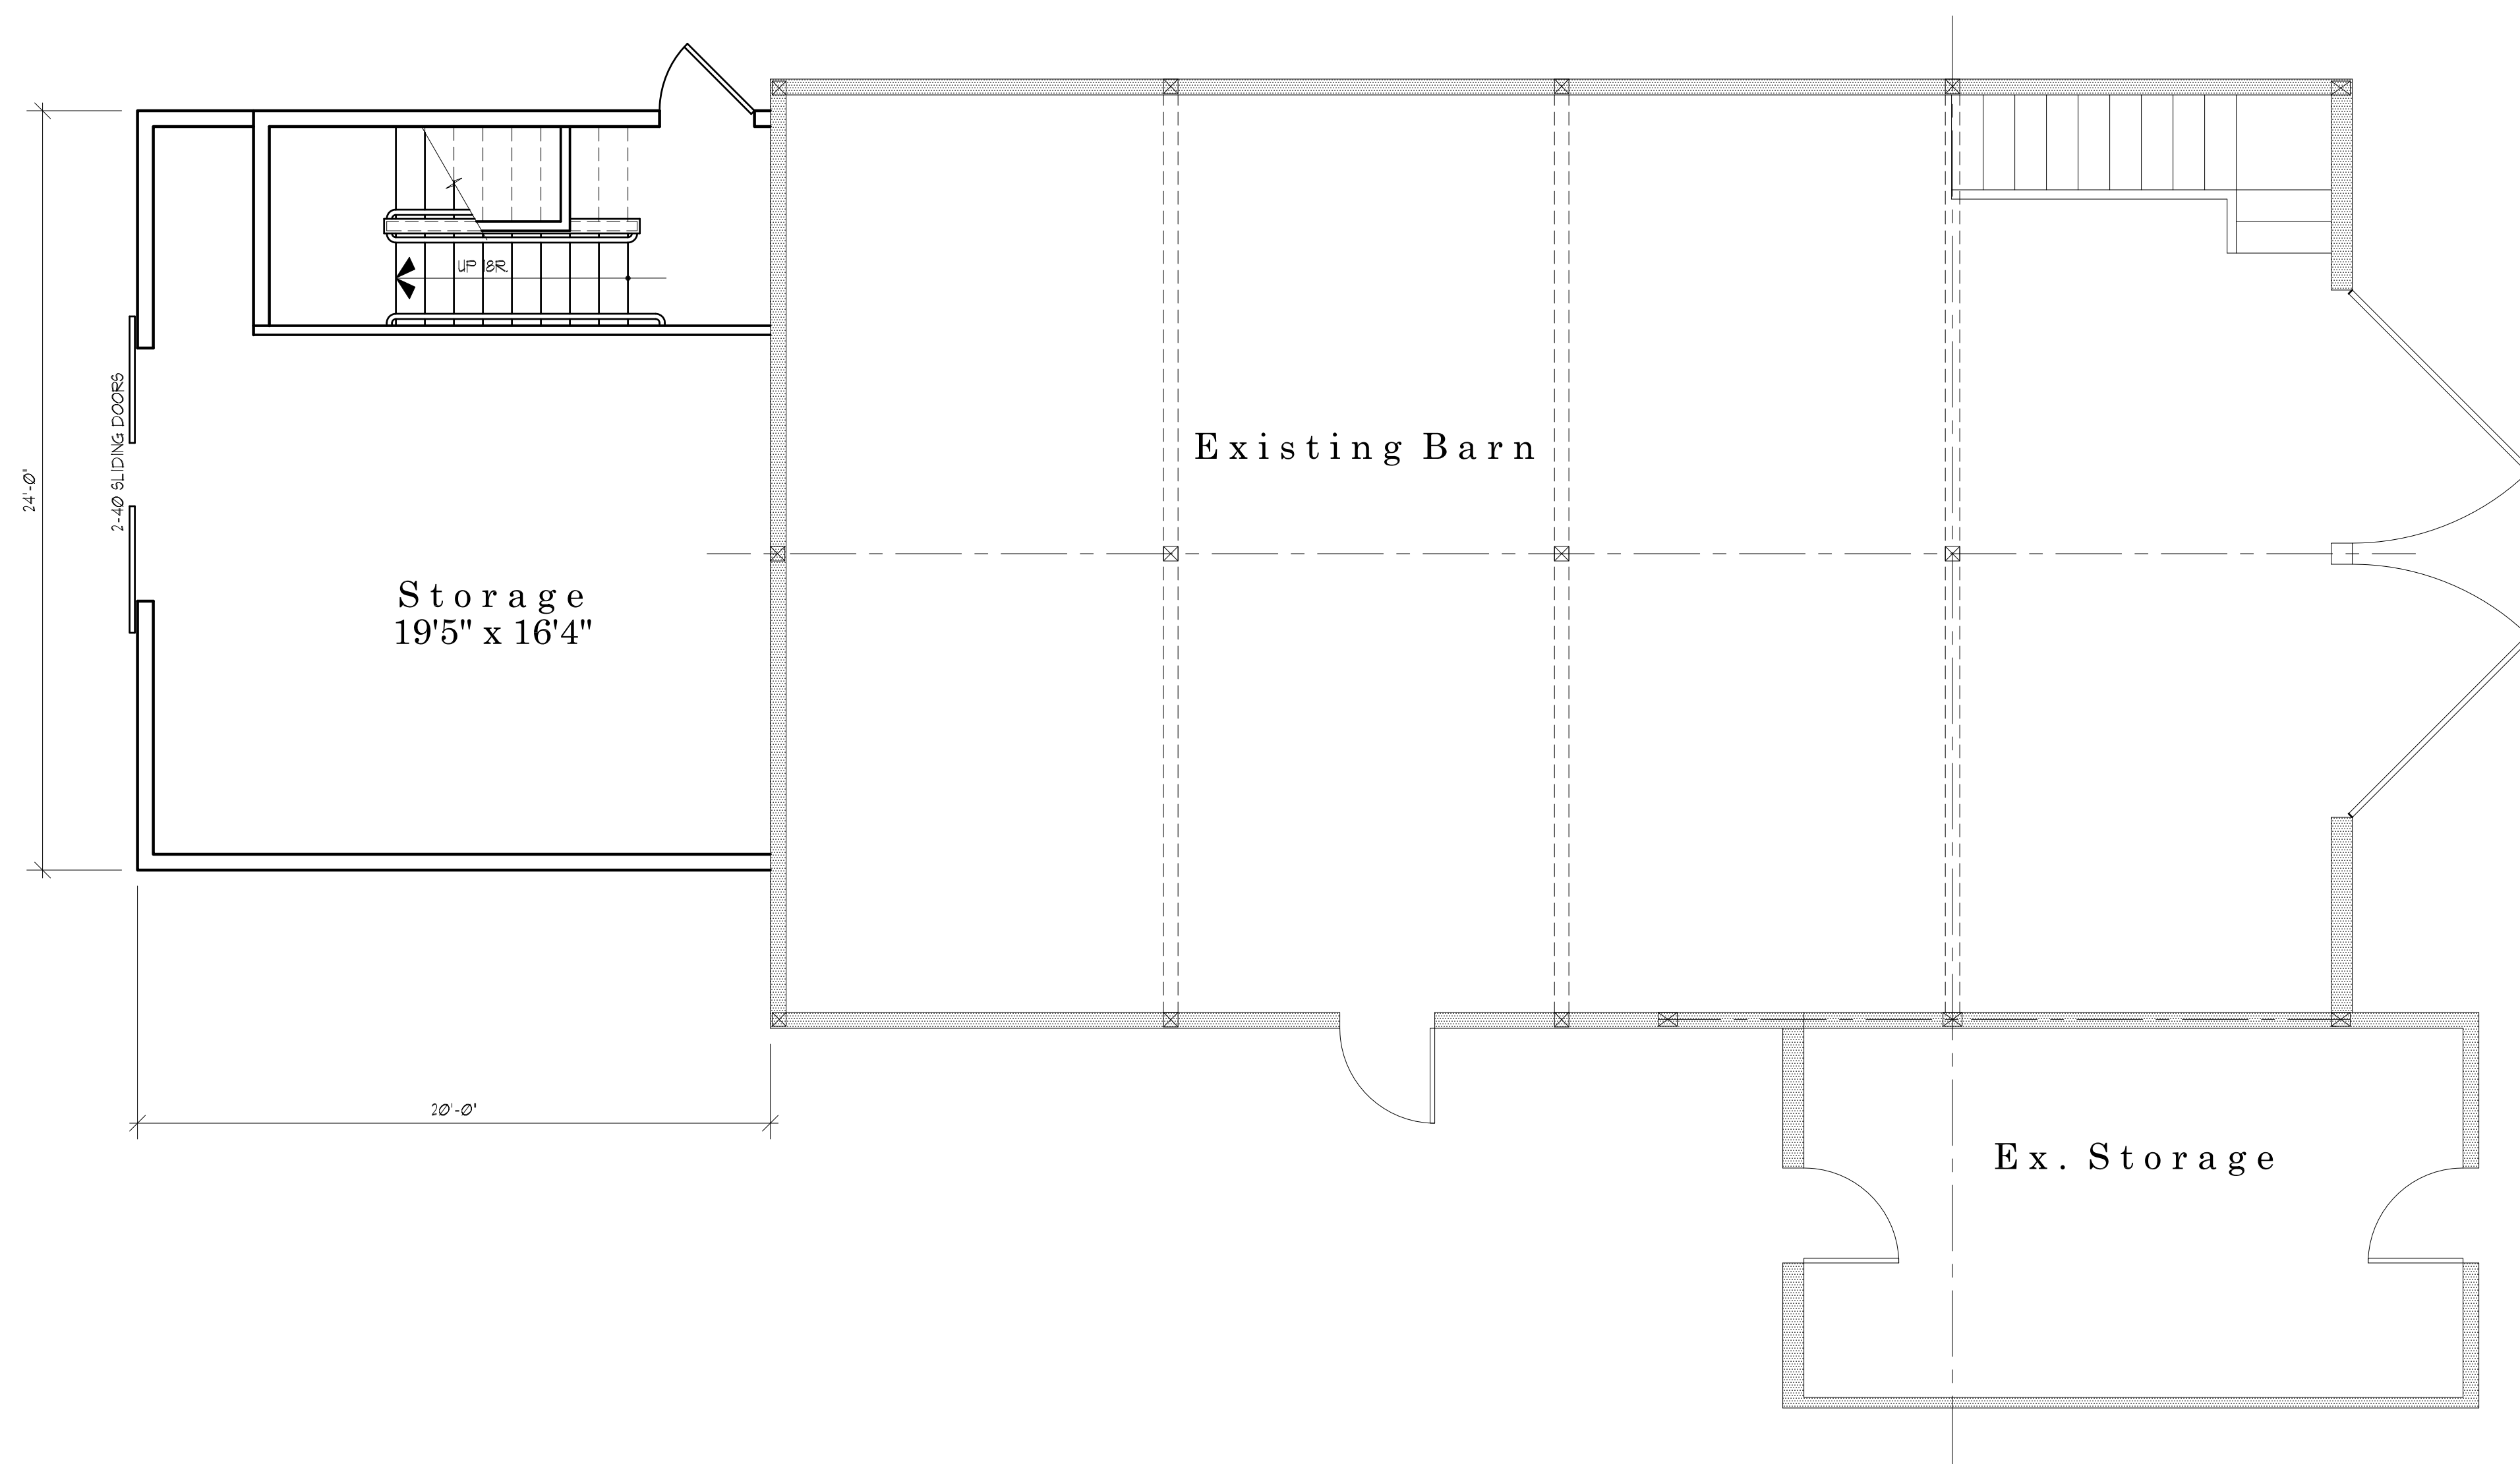 UP 18R.
2-40 SLIDING DOORS
24'-0"
Existing Barn
Storage
19'5" x 16'4"
20'-0"
Ex. Storage